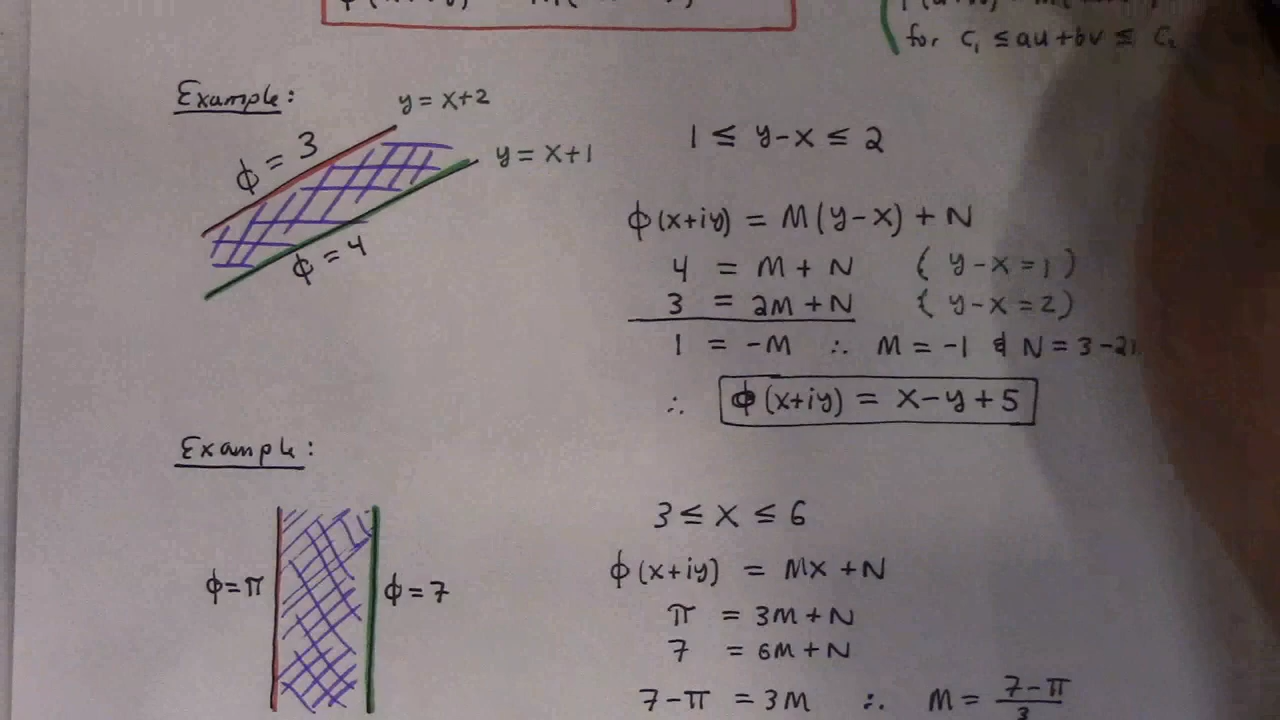 for c₁ ≤ au+bv ≤ c₂
Example:
y = x+2
ϕ = 3
y = x+1
ϕ = 4
1 ≤ y-x ≤ 2
ϕ(x+iy) = M(y-x) + N
4 = M + N ( y-x = 1 )
3 = 2M + N ( y-x = 2 )
1 = -M ∴ M = -1 & N = 3-2
∴ ϕ(x+iy) = x-y+5
Example:
ϕ = π
ϕ = 7
3 ≤ x ≤ 6
ϕ(x+iy) = Mx + N
π = 3M + N
7 = 6M + N
7-π = 3M ∴ M = (7-π)/3